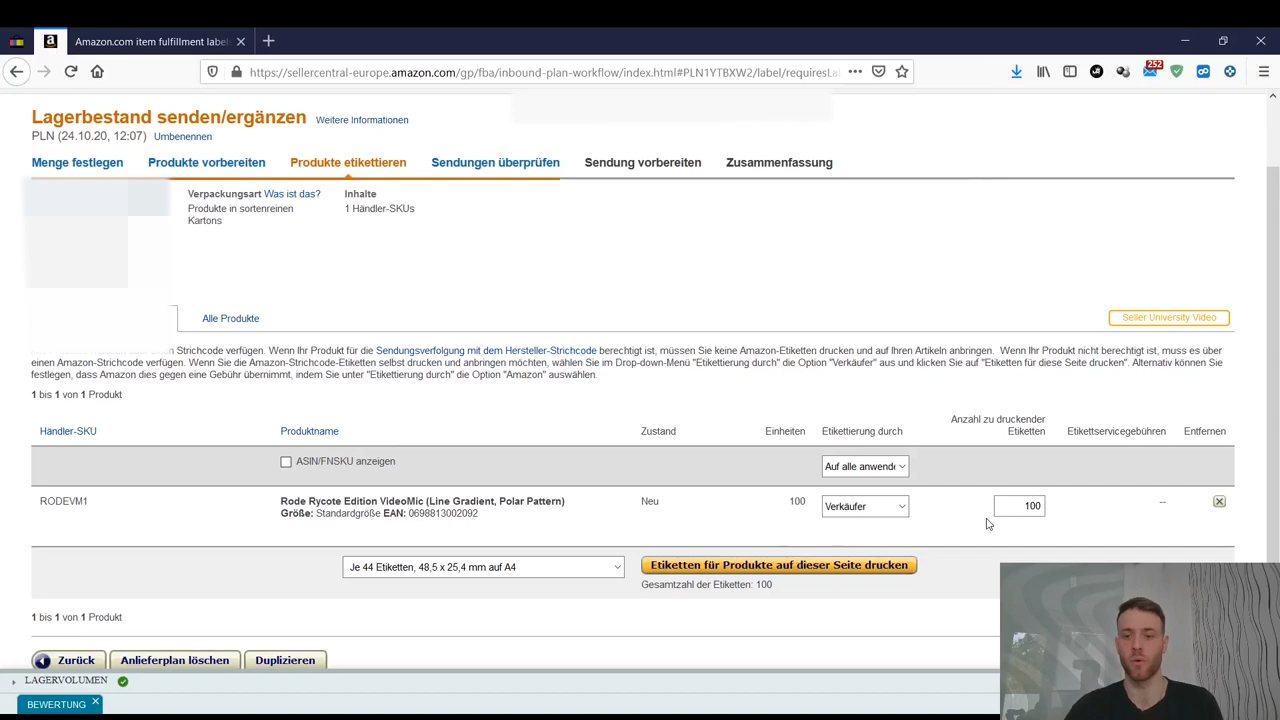 Amazon.com item fulfillment label
https://sellercentral-europe.amazon.com/gp/fba/inbound-plan-workflow/index.html#PLN1YTBXW2/label/requiresLa
252
Lagerbestand senden/ergänzen Weitere Informationen
PLN (24.10.20, 12:07) Umbenennen
Menge festlegen Produkte vorbereiten Produkte etikettieren Sendungen überprüfen Sendung vorbereiten Zusammenfassung
Verpackungsart Was ist das? Inhalte
Produkte in sortenreinen 1 Händler-SKUs
Kartons
Alle Produkte Seller University Video
Strichcode verfügen. Wenn Ihr Produkt für die Sendungsverfolgung mit dem Hersteller-Strichcode berechtigt ist, müssen Sie keine Amazon-Etiketten drucken und auf Ihren Artikeln anbringen. Wenn Ihr Produkt nicht berechtigt ist, muss es über
einen Amazon-Strichcode verfügen. Wenn Sie die Amazon-Strichcode-Etiketten selbst drucken und anbringen möchten, wählen Sie im Drop-down-Menü "Etikettierung durch" die Option "Verkäufer" aus und klicken Sie auf "Etiketten für diese Seite drucken". Alternativ können Sie
festlegen, dass Amazon dies gegen eine Gebühr übernimmt, indem Sie unter "Etikettierung durch" die Option "Amazon" auswählen.
1 bis 1 von 1 Produkt
Anzahl zu druckender
Händler-SKU Produktname Zustand Einheiten Etikettierung durch Etiketten Etikettservicegebühren Entfernen
ASIN/FNSKU anzeigen Auf alle anwende
RODEVM1 Rode Rycote Edition VideoMic (Line Gradient, Polar Pattern) Neu 100 Verkäufer 100 --
Größe: Standardgröße EAN: 0698813002092
Je 44 Etiketten, 48,5 x 25,4 mm auf A4 Etiketten für Produkte auf dieser Seite drucken
Gesamtzahl der Etiketten: 100
1 bis 1 von 1 Produkt
Zurück Anlieferplan löschen Duplizieren
LAGERVOLUMEN
BEWERTUNG